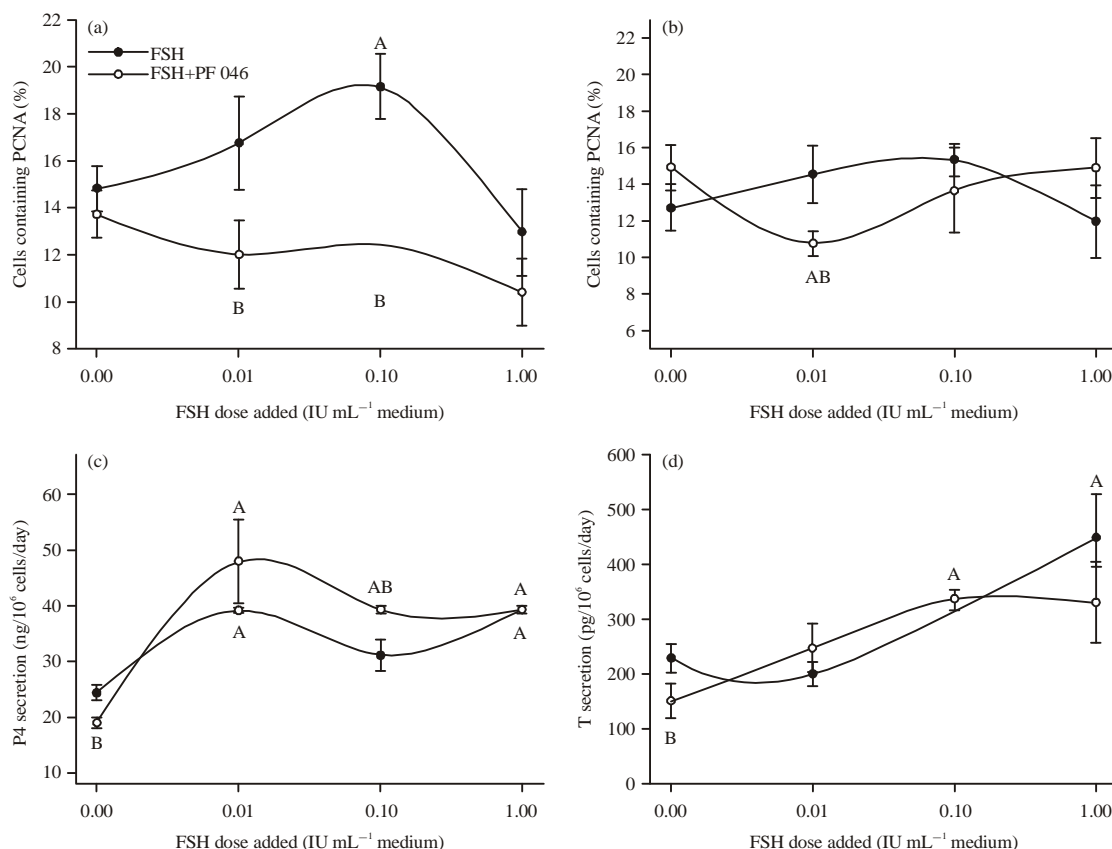 (a)
FSH
FSH+PF 046
A
B
B
22
20
18
16
14
12
10
8
Cells containing PCNA (%)
0.00 0.01 0.10 1.00
FSH dose added (IU mL⁻¹ medium)
(b)
AB
22
20
18
16
14
12
10
8
6
Cells containing PCNA (%)
0.00 0.01 0.10 1.00
FSH dose added (IU mL⁻¹ medium)
(c)
A
AB
A
A
A
B
60
50
40
30
20
10
P4 secretion (ng/10⁶ cells/day)
0.00 0.01 0.10 1.00
FSH dose added (IU mL⁻¹ medium)
(d)
A
A
B
600
500
400
300
200
100
0
T secretion (pg/10⁶ cells/day)
0.00 0.01 0.10 1.00
FSH dose added (IU mL⁻¹ medium)